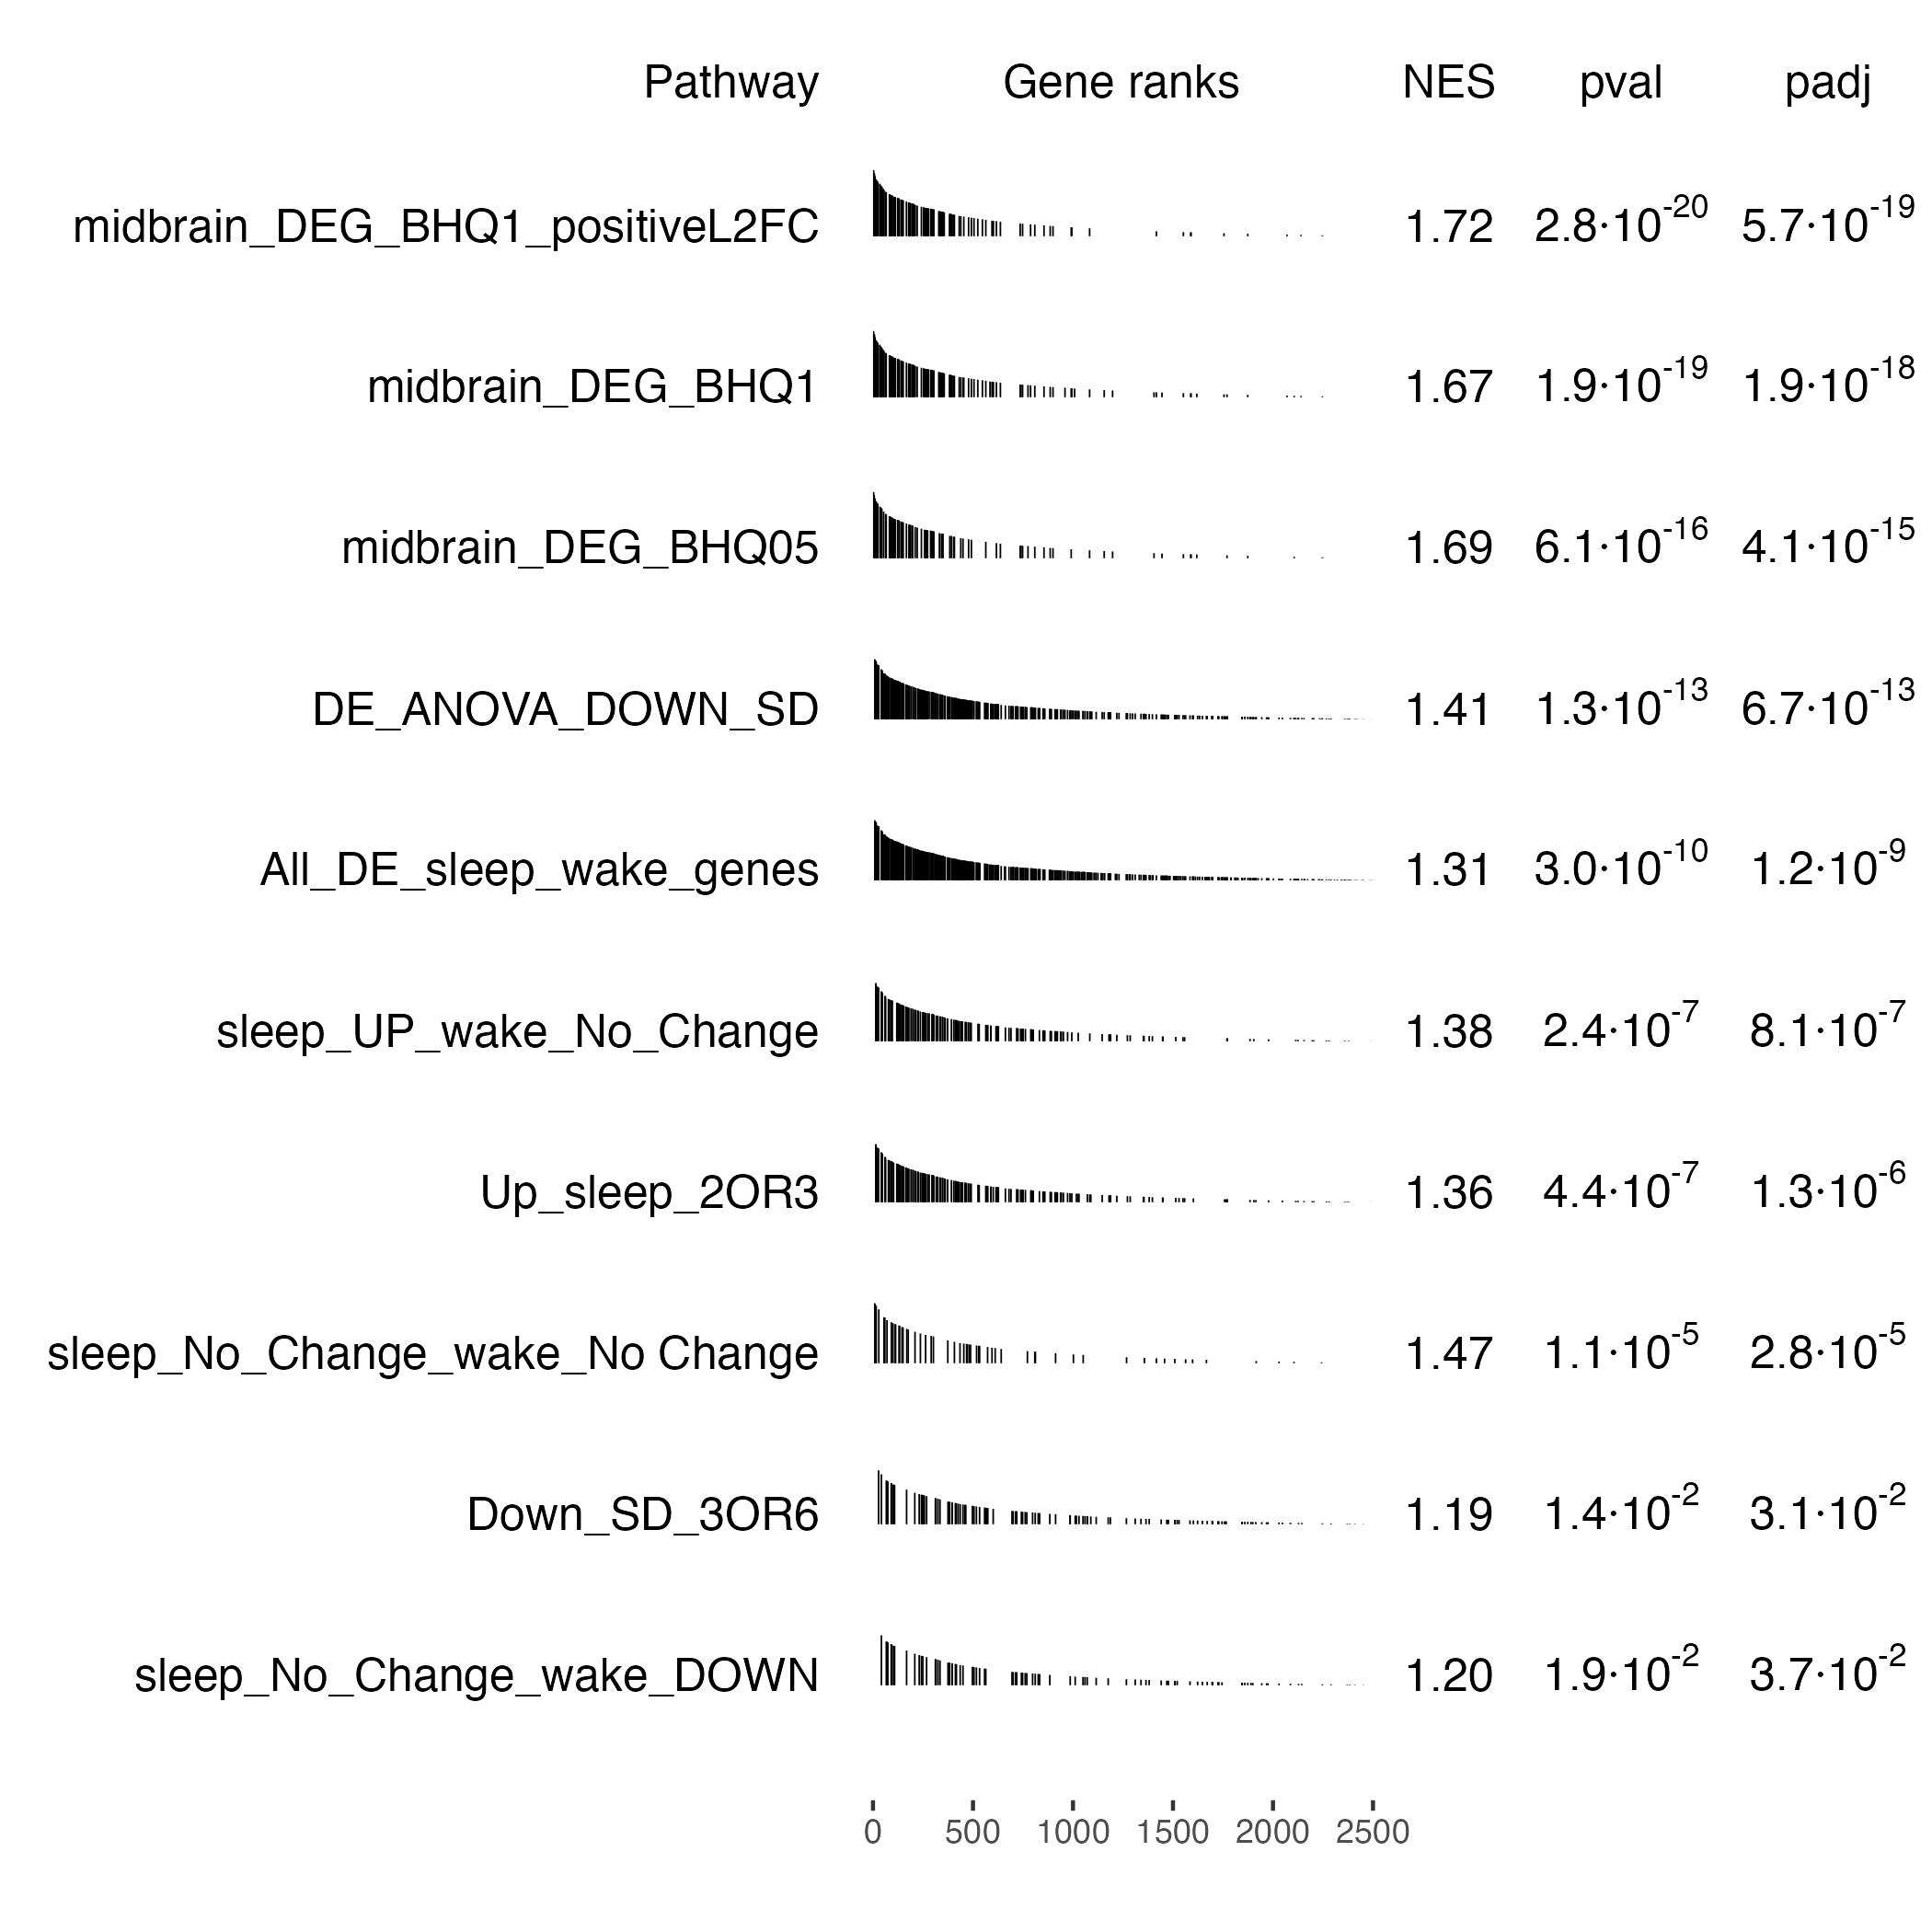 Pathway Gene ranks NES pval padj
midbrain_DEG_BHQ1_positiveL2FC 1.72 2.8·10⁻²⁰ 5.7·10⁻¹⁹
midbrain_DEG_BHQ1 1.67 1.9·10⁻¹⁹ 1.9·10⁻¹⁸
midbrain_DEG_BHQ05 1.69 6.1·10⁻¹⁶ 4.1·10⁻¹⁵
DE_ANOVA_DOWN_SD 1.41 1.3·10⁻¹³ 6.7·10⁻¹³
All_DE_sleep_wake_genes 1.31 3.0·10⁻¹⁰ 1.2·10⁻⁹
sleep_UP_wake_No_Change 1.38 2.4·10⁻⁷ 8.1·10⁻⁷
Up_sleep_2OR3 1.36 4.4·10⁻⁷ 1.3·10⁻⁶
sleep_No_Change_wake_No Change 1.47 1.1·10⁻⁵ 2.8·10⁻⁵
Down_SD_3OR6 1.19 1.4·10⁻² 3.1·10⁻²
sleep_No_Change_wake_DOWN 1.20 1.9·10⁻² 3.7·10⁻²
0 500 1000 1500 2000 2500